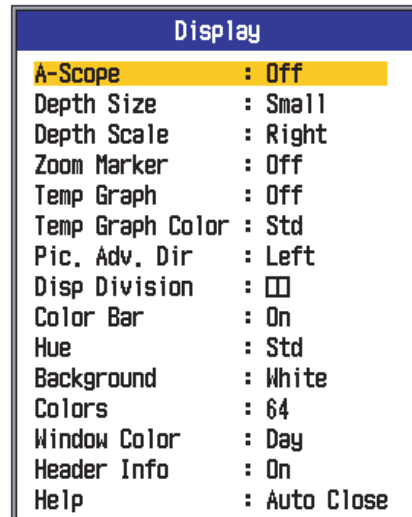 Display
A-Scope : Off
Depth Size : Small
Depth Scale : Right
Zoom Marker : Off
Temp Graph : Off
Temp Graph Color : Std
Pic. Adv. Dir : Left
Disp Division :
Color Bar : On
Hue : Std
Background : White
Colors : 64
Window Color : Day
Header Info : On
Help : Auto Close